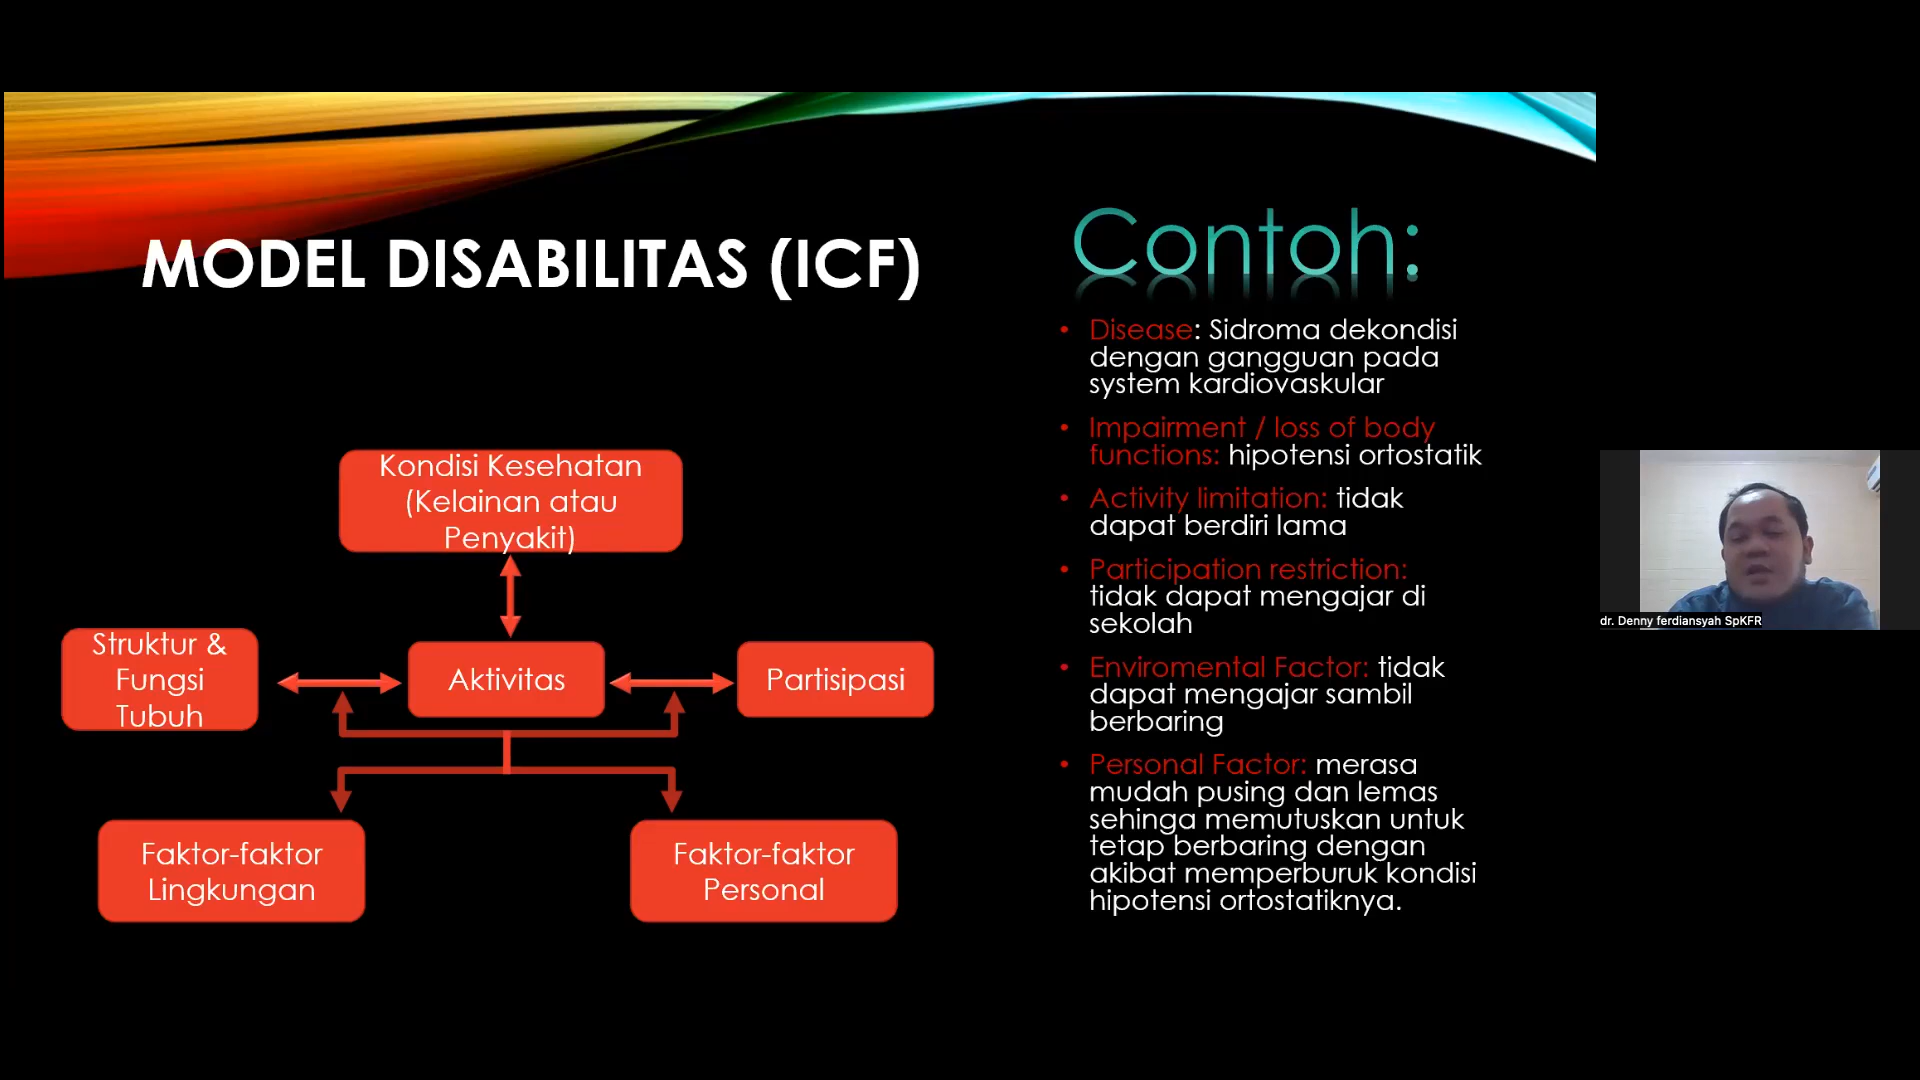 MODEL DISABILITAS (ICF)
Kondisi Kesehatan
(Kelainan atau
Penyakit)
Struktur &
Fungsi
Tubuh
Aktivitas
Partisipasi
Faktor-faktor
Lingkungan
Faktor-faktor
Personal
Contoh:
• Disease: Sidroma dekondisi
dengan gangguan pada
system kardiovaskular
• Impairment / loss of body
functions: hipotensi ortostatik
• Activity limitation: tidak
dapat berdiri lama
• Participation restriction:
tidak dapat mengajar di
sekolah
• Enviromental Factor: tidak
dapat mengajar sambil
berbaring
• Personal Factor: merasa
mudah pusing dan lemas
sehinga memutuskan untuk
tetap berbaring dengan
akibat memperburuk kondisi
hipotensi ortostatiknya.
dr. Denny ferdiansyah SpKFR